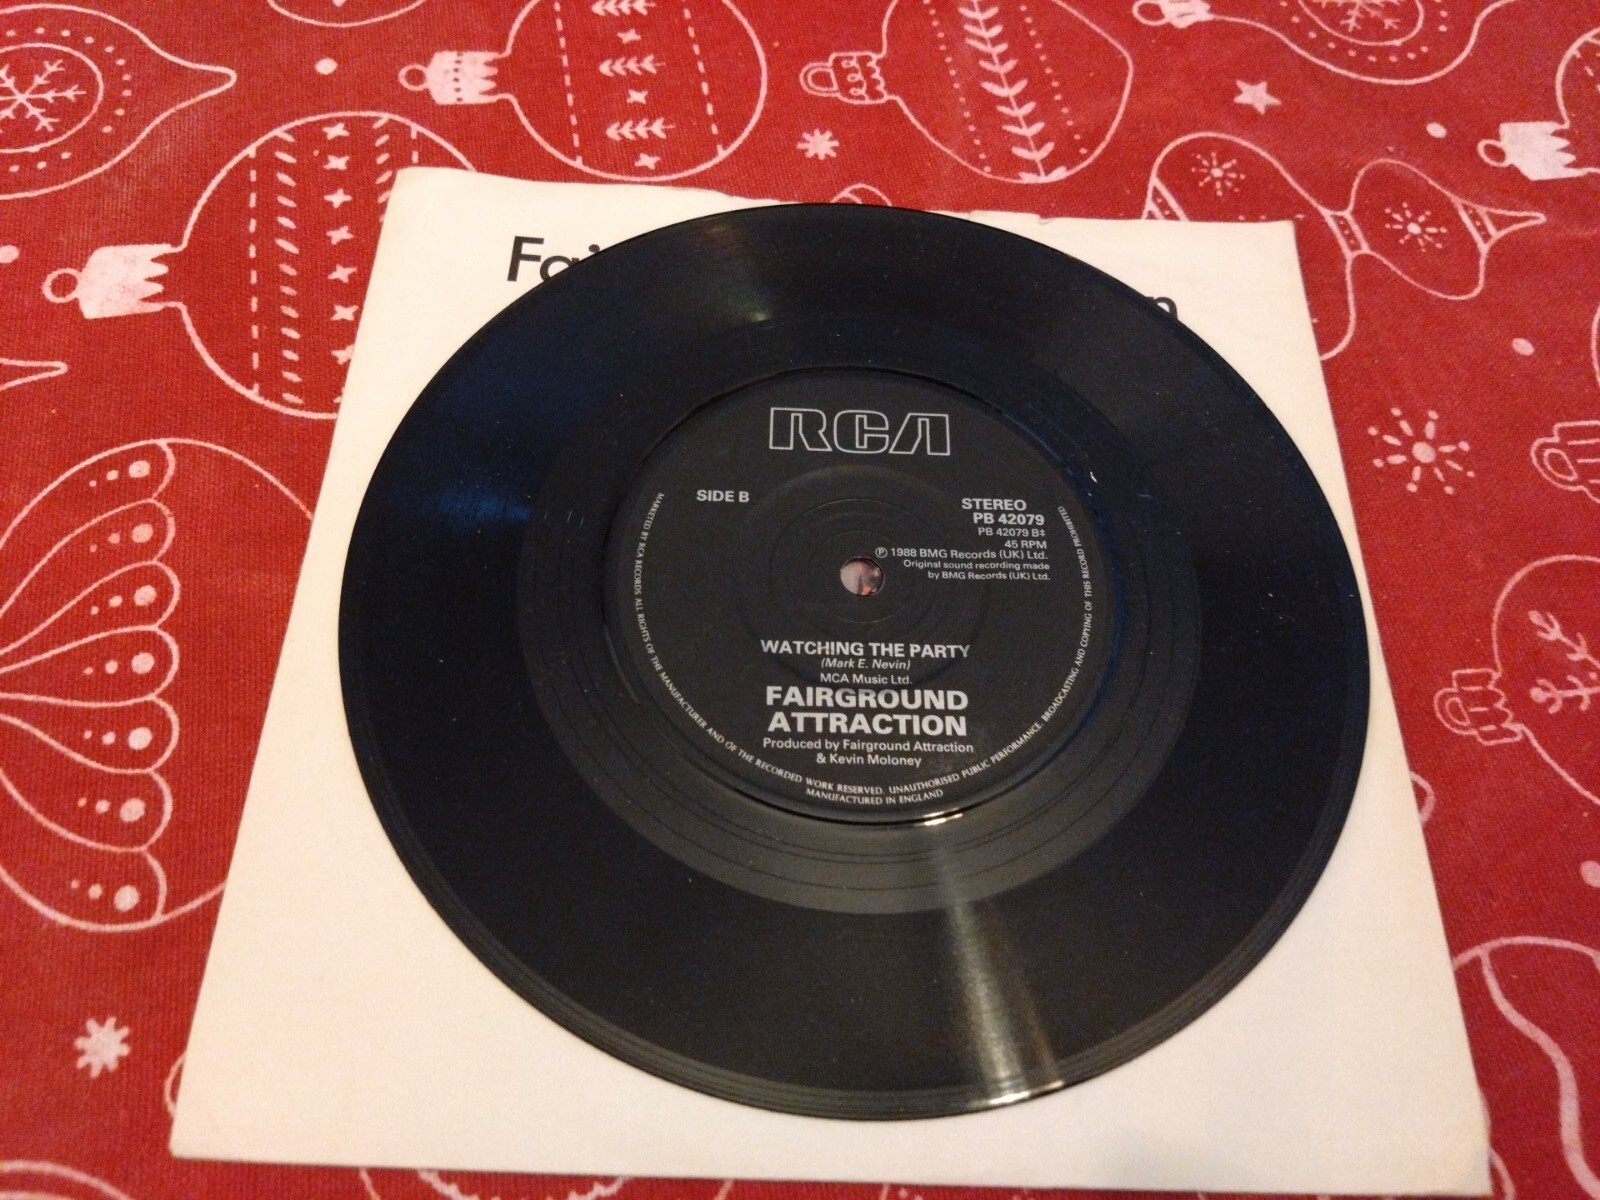 Fai
n
RCA
SIDE B
STEREO
PB 42079
PB 42079 B‡
45 RPM
℗ 1988 BMG Records (UK) Ltd.
Original sound recording made
by BMG Records (UK) Ltd.
WATCHING THE PARTY
(Mark E. Nevin)
MCA Music Ltd.
FAIRGROUND
ATTRACTION
Produced by Fairground Attraction
& Kevin Moloney
MARKETED BY RCA RECORDS ALL RIGHTS OF THE MANUFACTURER AND OF THE RECORDED WORK RESERVED. UNAUTHORISED PUBLIC PERFORMANCE, BROADCASTING AND COPYING OF THIS RECORD PROHIBITED
MANUFACTURED IN ENGLAND